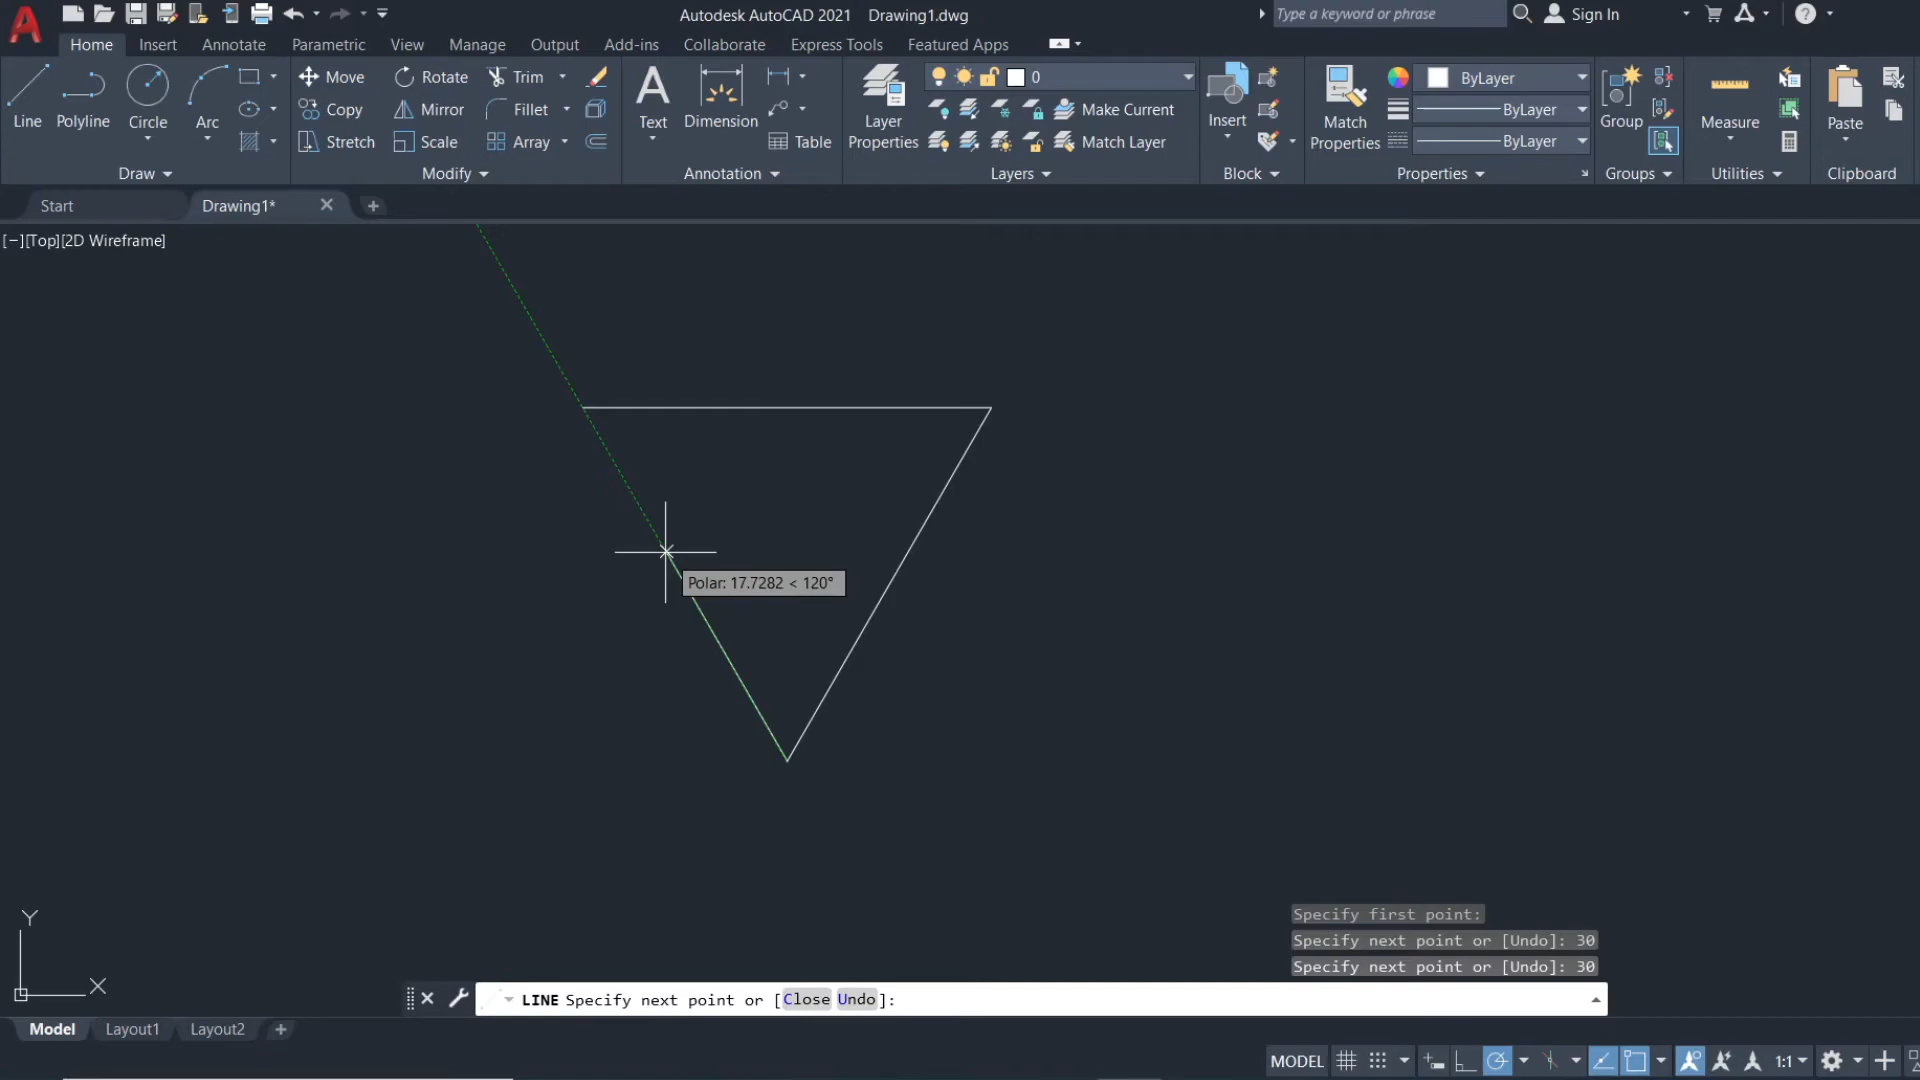 Autodesk AutoCAD 2021 Drawing1.dwg Type a keyword or phrase Sign In
Home Insert Annotate Parametric View Manage Output Add-ins Collaborate Express Tools Featured Apps
Line Polyline Circle Arc
Move Rotate Trim
Copy Mirror Fillet
Stretch Scale Array
Text Dimension Table
Layer Properties
0
Make Current
Match Layer
Insert
Match Properties
ByLayer
ByLayer
ByLayer
Group Measure Paste
Draw Modify Annotation Layers Block Properties Groups Utilities Clipboard
Start Drawing1*
[−][Top][2D Wireframe]
Polar: 17.7282 < 120°
Y
X
Specify first point:
Specify next point or [Undo]: 30
Specify next point or [Undo]: 30
LINE Specify next point or [Close Undo]:
Model Layout1 Layout2
MODEL 1:1